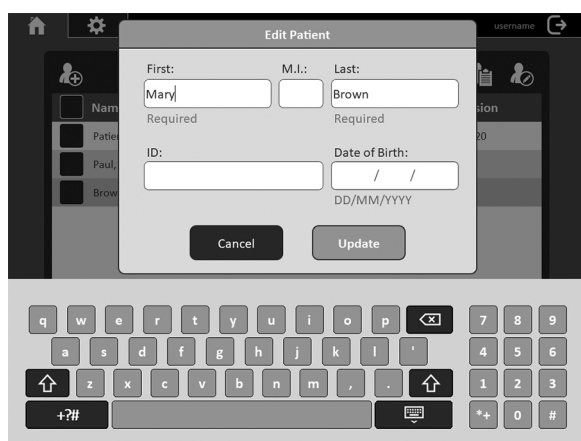 Edit Patient
username
First: M.I.: Last:
Mary Brown
Required Required
ID: Date of Birth:
/ /
DD/MM/YYYY
Cancel Update
Nam
sion
Patie
20
Paul,
Brow
q w e r t y u i o p 7 8 9
a s d f g h j k l ' 4 5 6
z x c v b n m , . 1 2 3
+?# *+ 0 #